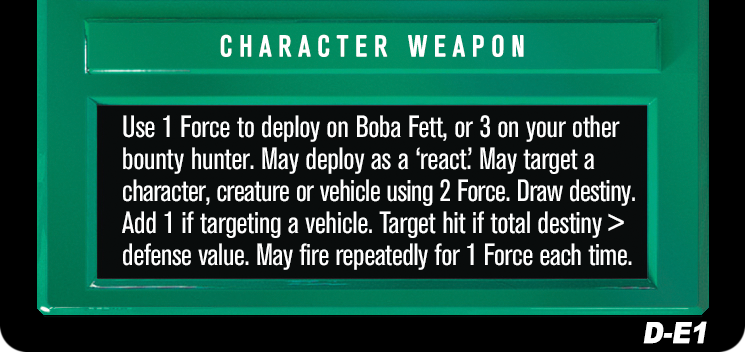 CHARACTER WEAPON
Use 1 Force to deploy on Boba Fett, or 3 on your other
bounty hunter. May deploy as a ‘react.’ May target a
character, creature or vehicle using 2 Force. Draw destiny.
Add 1 if targeting a vehicle. Target hit if total destiny >
defense value. May fire repeatedly for 1 Force each time.
D-E1